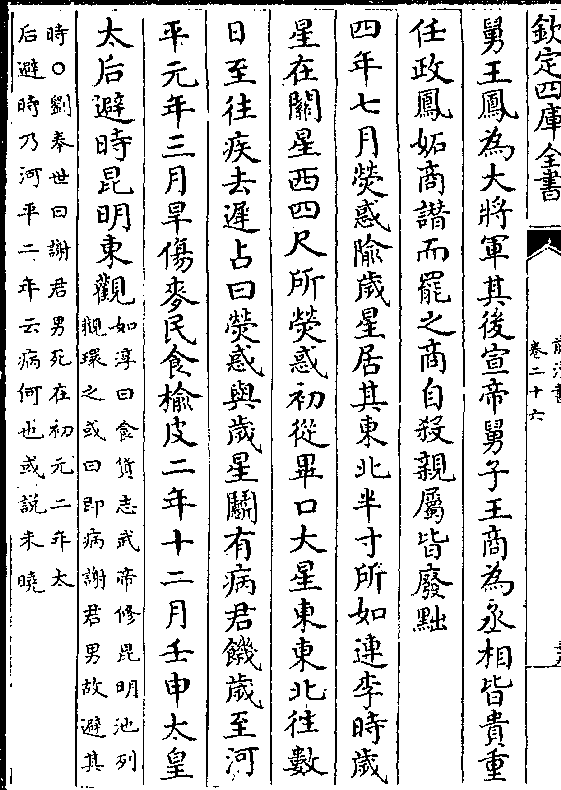 欽定四庫全書
卷二十六
舅王鳳為大將軍其後宣帝舅子王商為丞相皆貴重
任政鳳妬商譖而罷之商自殺親屬皆廢黜
四年七月熒惑隃歲星居其東北半寸所如連李時歲
星在關星西四尺所熒惑初從畢口大星東東北往數
日至往疾去遲占曰熒惑與歲星鬭有病君饑歲至河
平元年三月旱傷麥民食榆皮二年十二月壬申太皇
太后避時昆明東觀如淳曰食貨志武帝修昆明池列
觀環之或曰即病謝君男故避其
時○劉奉世曰謝君男死在初元二年太
后避時乃河平二年云病何也或說未曉